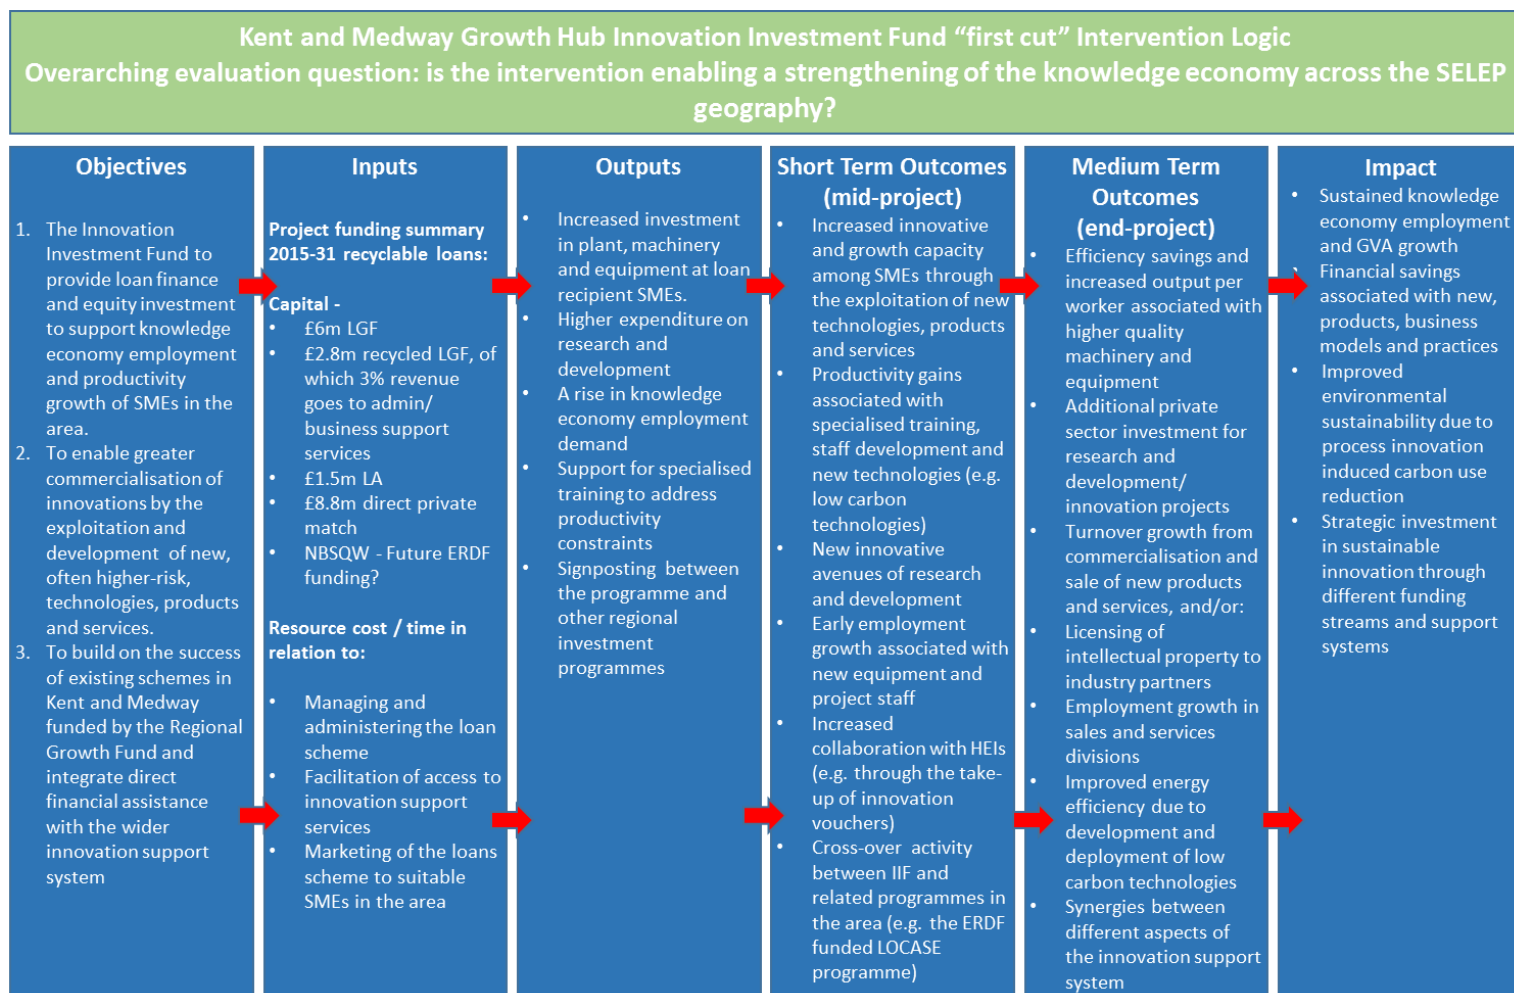 Kent and Medway Growth Hub Innovation Investment Fund “first cut” Intervention Logic
Overarching evaluation question: is the intervention enabling a strengthening of the knowledge economy across the SELEP
geography?
Objectives
1. The Innovation
Investment Fund to
provide loan finance
and equity investment
to support knowledge
economy employment
and productivity
growth of SMEs in the
area.
2. To enable greater
commercialisation of
innovations by the
exploitation and
development of new,
often higher-risk,
technologies, products
and services.
3. To build on the success
of existing schemes in
Kent and Medway
funded by the Regional
Growth Fund and
integrate direct
financial assistance
with the wider
innovation support
system
Inputs
Project funding summary
2015-31 recyclable loans:
Capital -
• £6m LGF
• £2.8m recycled LGF, of
which 3% revenue
goes to admin/
business support
services
• £1.5m LA
• £8.8m direct private
match
• NBSQW - Future ERDF
funding?
Resource cost / time in
relation to:
• Managing and
administering the loan
scheme
• Facilitation of access to
innovation support
services
• Marketing of the loans
scheme to suitable
SMEs in the area
Outputs
• Increased investment
in plant, machinery
and equipment at loan
recipient SMEs.
• Higher expenditure on
research and
development
• A rise in knowledge
economy employment
demand
• Support for specialised
training to address
productivity
constraints
• Signposting between
the programme and
other regional
investment
programmes
Short Term Outcomes
(mid-project)
• Increased innovative
and growth capacity
among SMEs through
the exploitation of new
technologies, products
and services
• Productivity gains
associated with
specialised training,
staff development and
new technologies (e.g.
low carbon
technologies)
• New innovative
avenues of research
and development
• Early employment
growth associated with
new equipment and
project staff
• Increased
collaboration with HEIs
(e.g. through the take-
up of innovation
vouchers)
• Cross-over activity
between IIF and
related programmes in
the area (e.g. the ERDF
funded LOCASE
programme)
Medium Term
Outcomes
(end-project)
• Efficiency savings and
increased output per
worker associated with
higher quality
machinery and
equipment
• Additional private
sector investment for
research and
development/
innovation projects
• Turnover growth from
commercialisation and
sale of new products
and services, and/or:
• Licensing of
intellectual property to
industry partners
• Employment growth in
sales and services
divisions
• Improved energy
efficiency due to
development and
deployment of low
carbon technologies
• Synergies between
different aspects of
the innovation support
system
Impact
• Sustained knowledge
economy employment
and GVA growth
• Financial savings
associated with new,
products, business
models and practices
• Improved
environmental
sustainability due to
process innovation
induced carbon use
reduction
• Strategic investment
in sustainable
innovation through
different funding
streams and support
systems